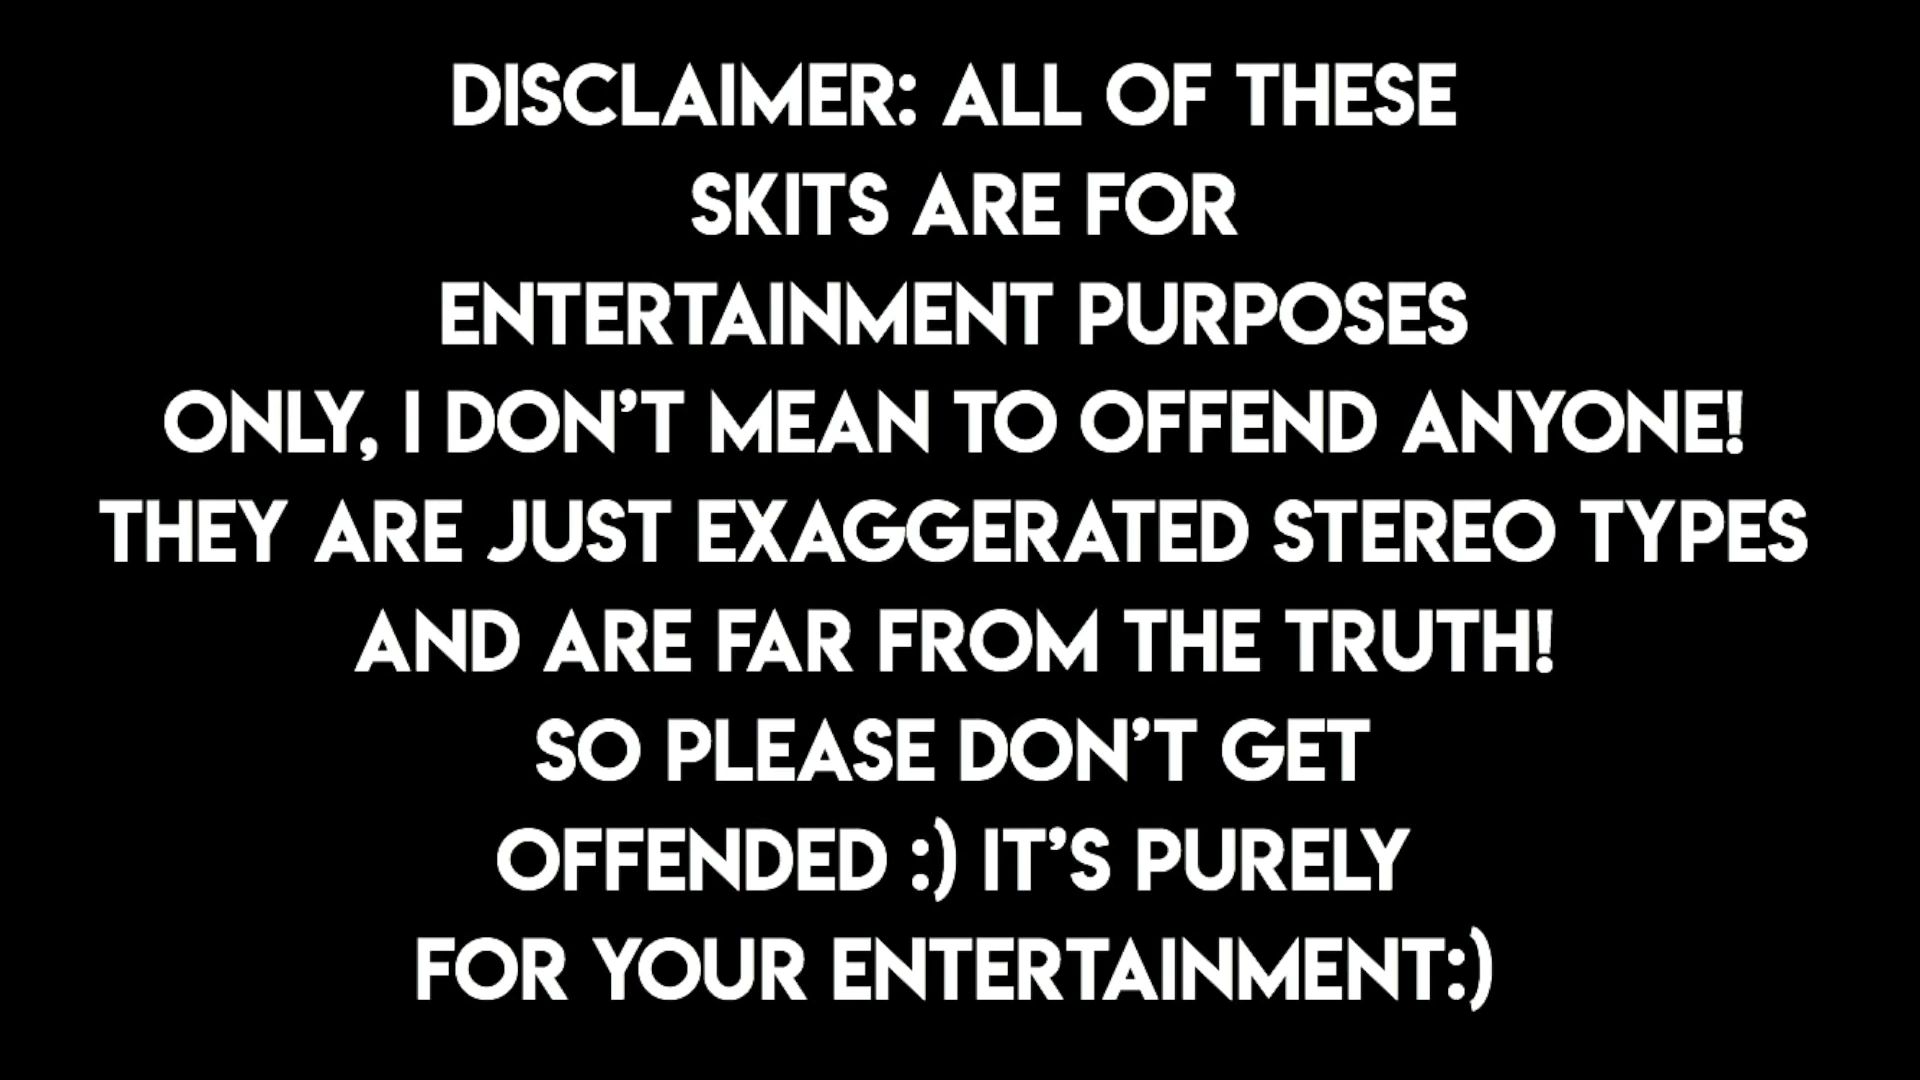 DISCLAIMER: ALL OF THESE
SKITS ARE FOR
ENTERTAINMENT PURPOSES
ONLY, I DON'T MEAN TO OFFEND ANYONE!
THEY ARE JUST EXAGGERATED STEREO TYPES
AND ARE FAR FROM THE TRUTH!
SO PLEASE DON'T GET
OFFENDED :) IT'S PURELY
FOR YOUR ENTERTAINMENT:)